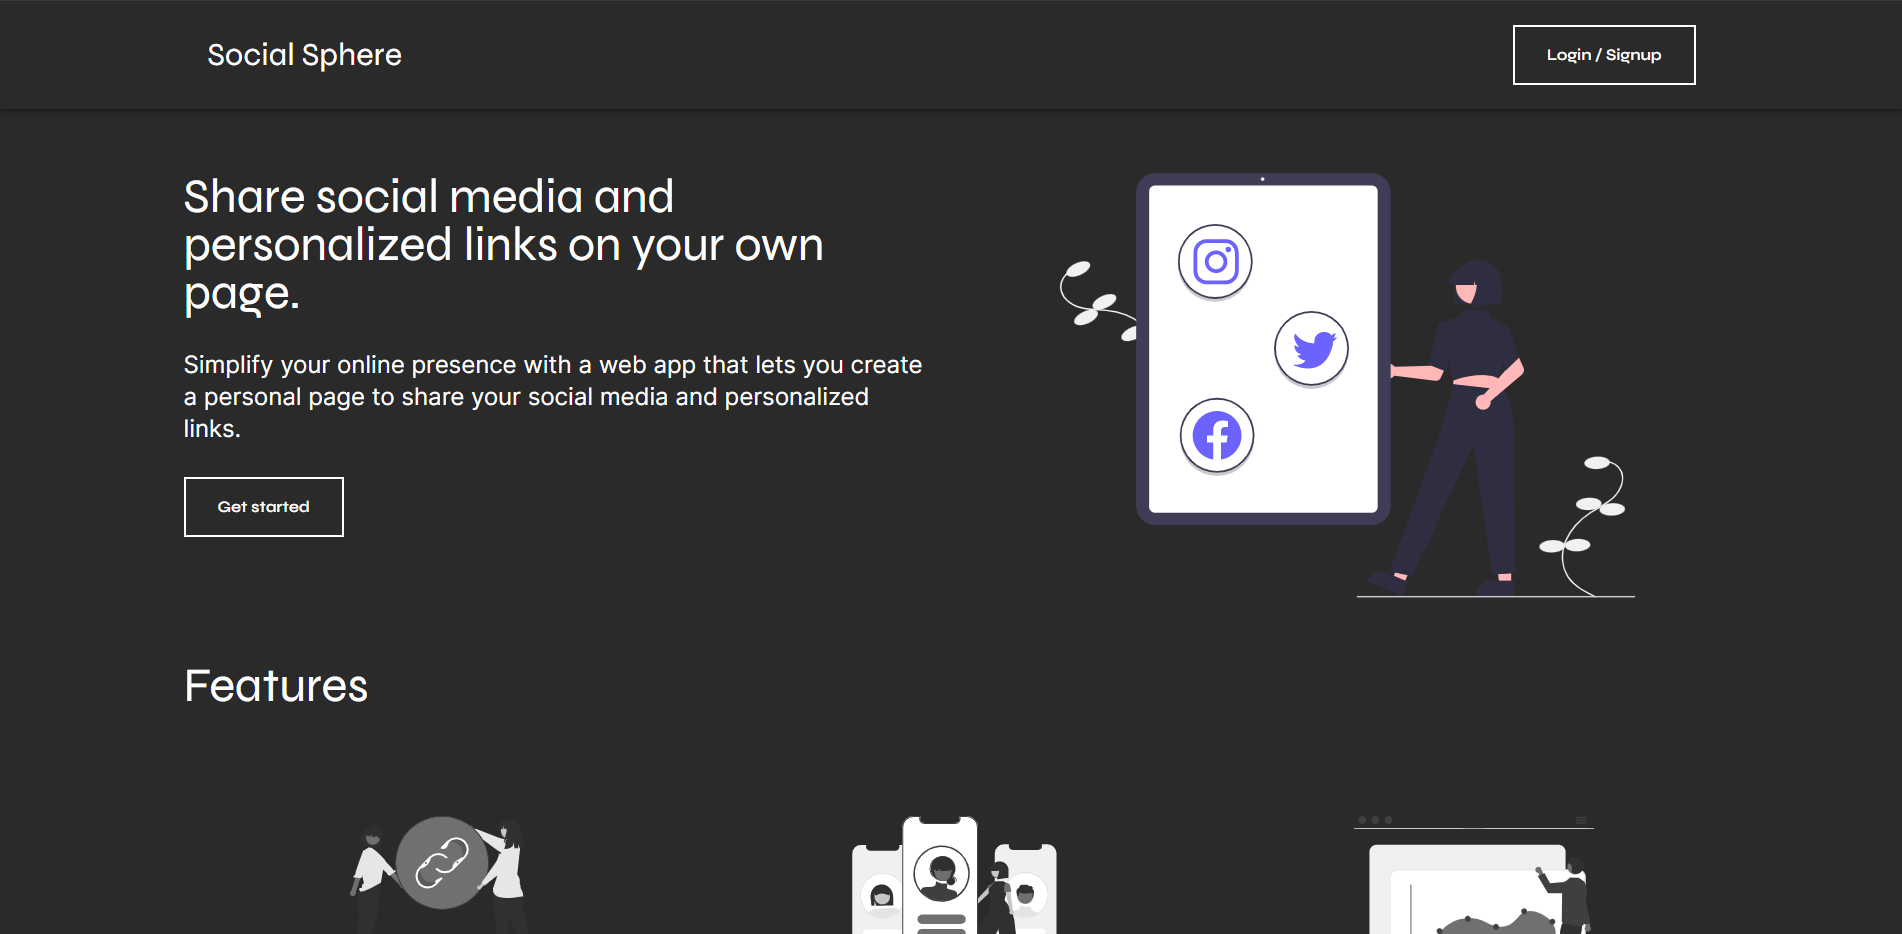 Social Sphere
Login / Signup
Share social media and
personalized links on your own
page.
Simplify your online presence with a web app that lets you create
a personal page to share your social media and personalized
links.
Get started
Features